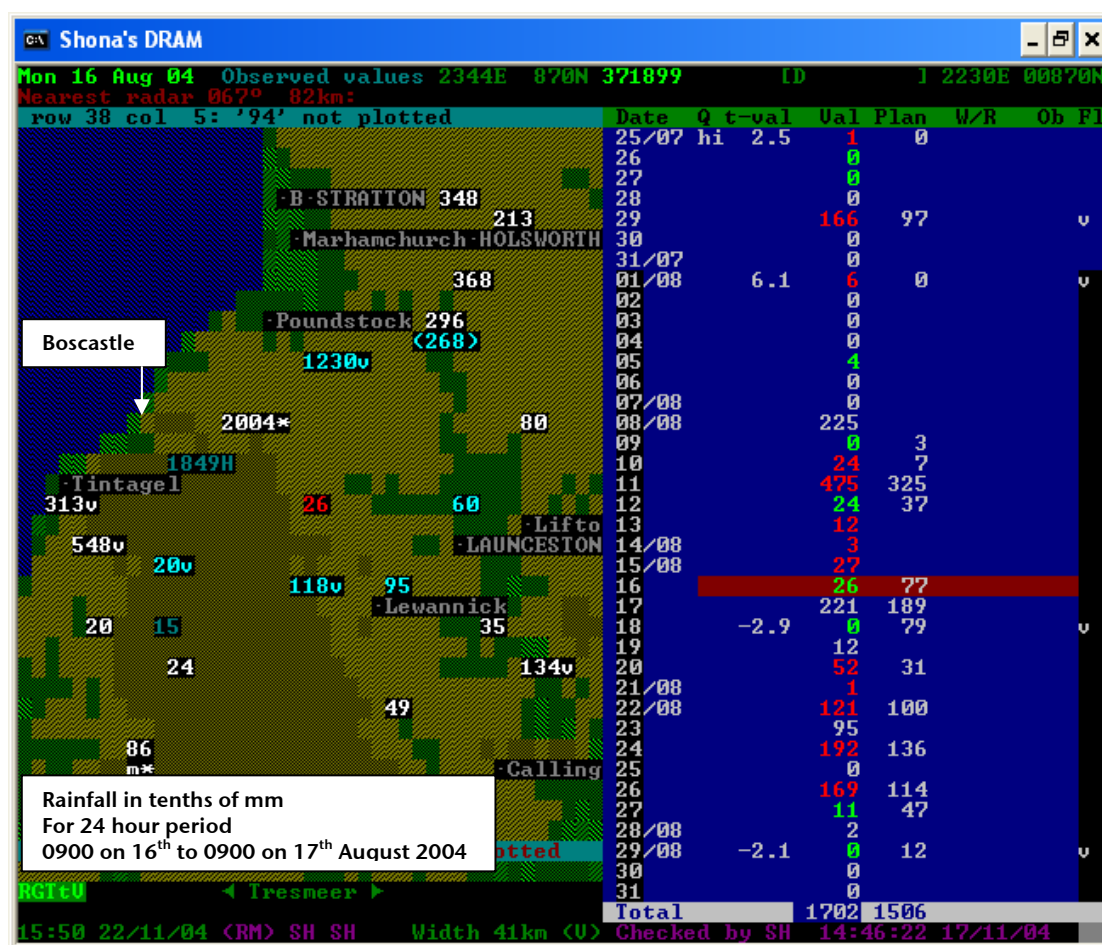 Shona's DRAM
Mon 16 Aug 04 Observed values 2344E 870N 371899 [D ] 2230E 00870N
Nearest radar 067º 82km:
row 38 col 5: '94' not plotted
·B·STRATTON 348
213
·Marhamchurch·HOLSWORTH
368
·Poundstock 296
<268>
Boscastle
1230v
2004* 80
1849H
·Tintagel
313v 26 60
·Lifto
548v ·LAUNCESTON
20v
118v 95
·Lewannick
20 15 35
24 134v
49
86
m* ·Calling
Rainfall in tenths of mm
For 24 hour period
0900 on 16th to 0900 on 17th August 2004 otted
RGTtV ◄ Tresmeer ►
Date Q t-val Val Plan W/R Ob Fl
25/07 hi 2.5 1 0
26 0
27 0
28 0
29 166 97 v
30 0
31/07 0
01/08 6.1 6 0 v
02 0
03 0
04 0
05 4
06 0
07/08 0
08/08 225
09 0 3
10 24 7
11 475 325
12 24 37
13 12
14/08 3
15/08 27
16 26 77
17 221 189
18 -2.9 0 79 v
19 12
20 52 31
21/08 1
22/08 121 100
23 95
24 192 136
25 0
26 169 114
27 11 47
28/08 2
29/08 -2.1 0 12 v
30 0
31 0
Total 1702 1506
15:50 22/11/04 (RM) SH SH Width 41km (V) Checked by SH 14:46:22 17/11/04